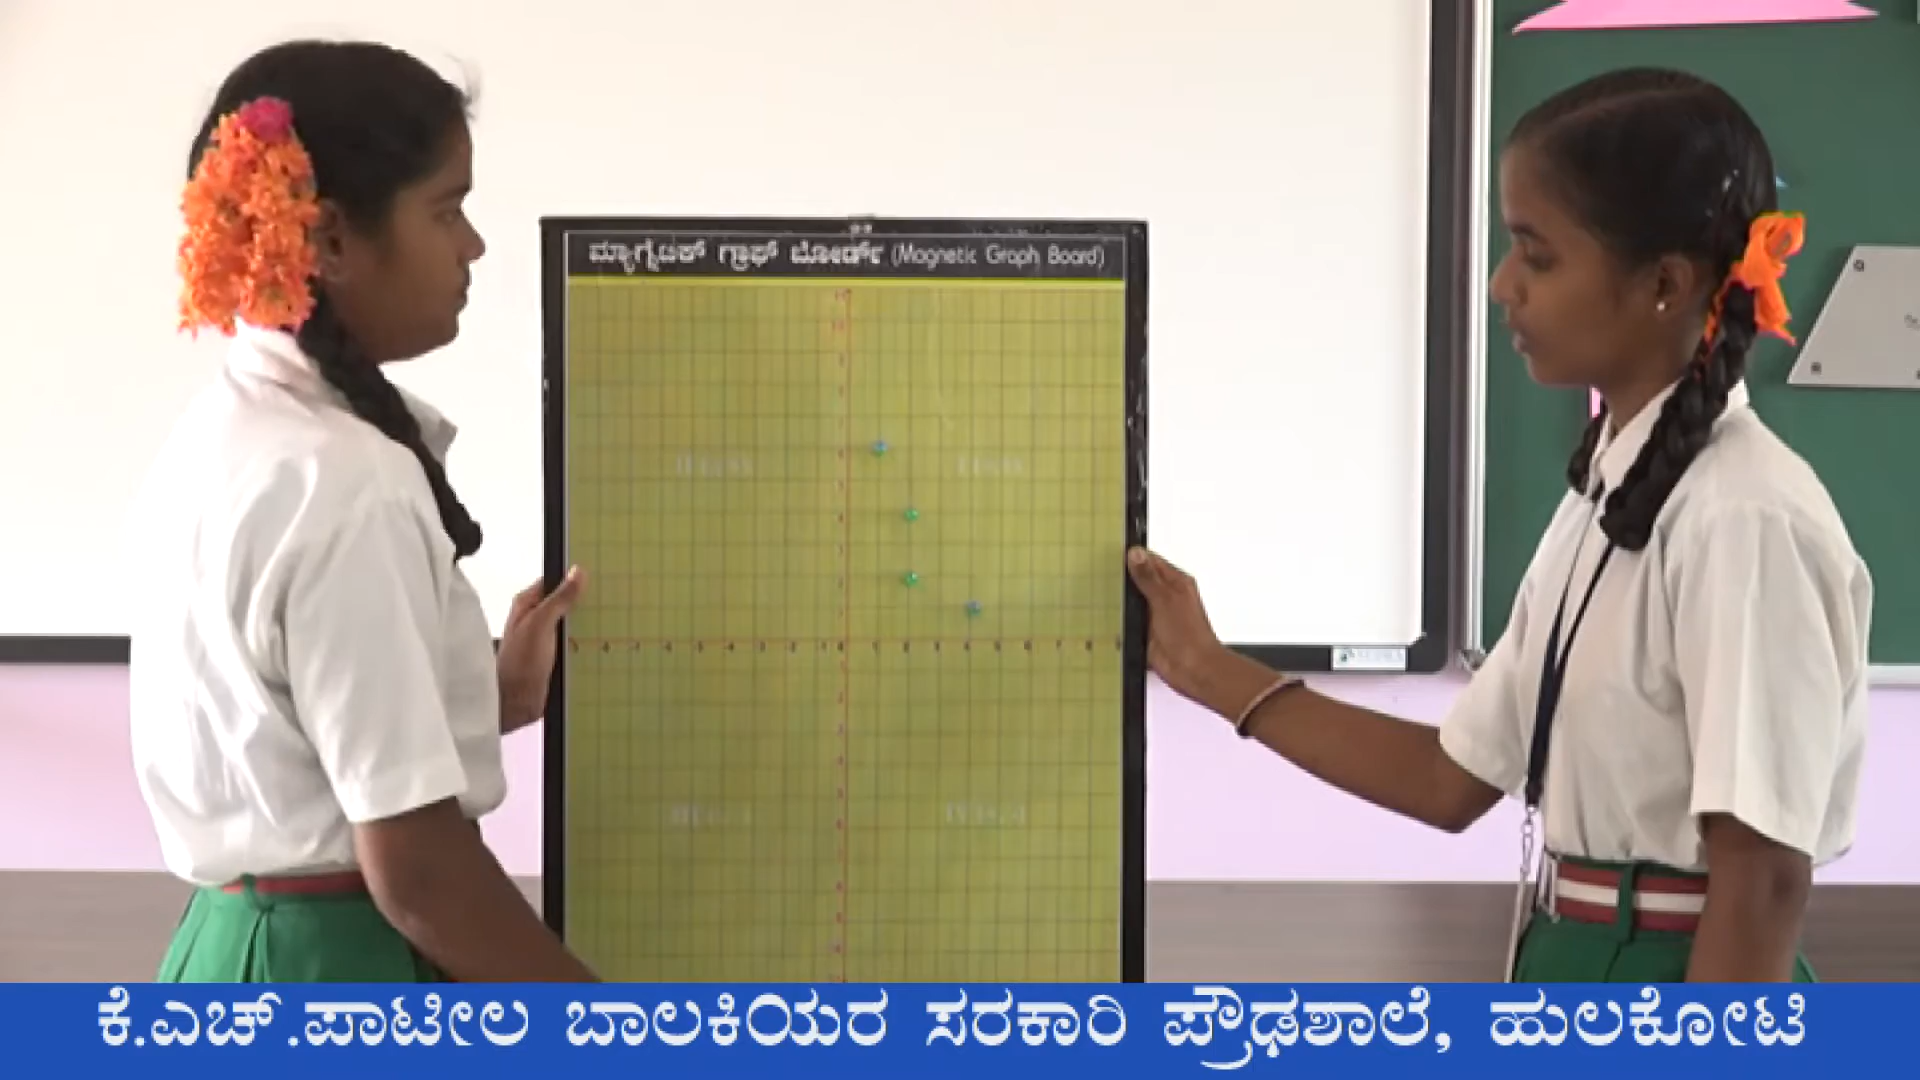 ಮ್ಯಾಗ್ನೆಟಿಕ್ ಗ್ರಾಫ್ ಬೋರ್ಡ್ (Magnetic Graph Board)
ಕೆ.ಎಚ್.ಪಾಟೀಲ ಬಾಲಕಿಯರ ಸರಕಾರಿ ಪ್ರೌಢಶಾಲೆ, ಹುಲಕೋಟಿ